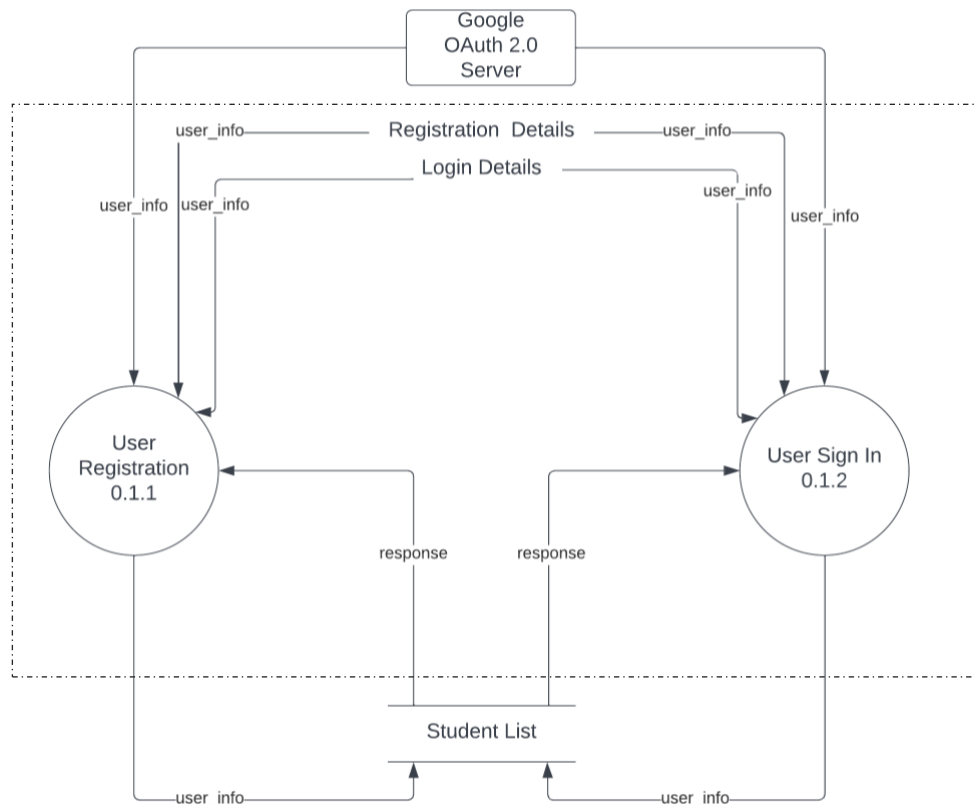 Google
OAuth 2.0
Server
user_info
Registration Details
user_info
Login Details
user_info
user_info
user_info
user_info
User
Registration
0.1.1
User Sign In
0.1.2
response
response
Student List
user_info
user_info